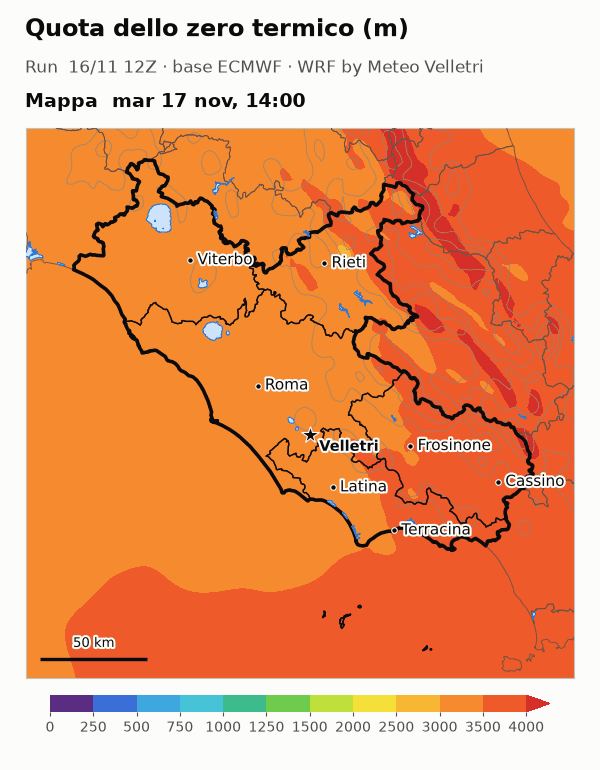 Quota dello zero termico (m)
Run  16/11 12Z · base ECMWF · WRF by Meteo Velletri
Mappa  mar 17 nov, 14:00
Viterbo
Rieti
Roma
Velletri
Frosinone
Cassino
Latina
Terracina
50 km
0 250 500 750 1000 1250 1500 2000 2500 3000 3500 4000